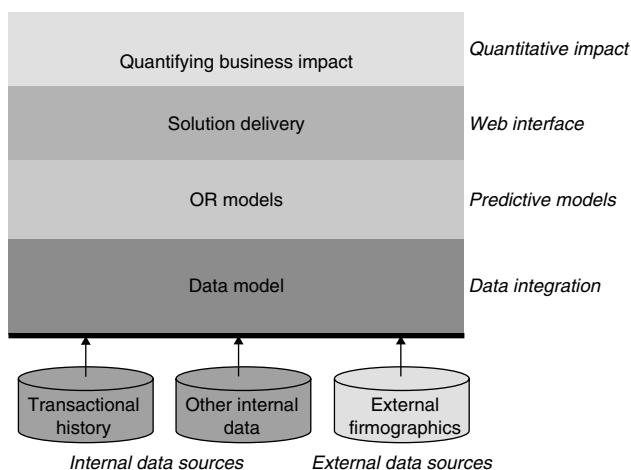 Quantifying business impact
Quantitative impact
Solution delivery
Web interface
OR models
Predictive models
Data model
Data integration
Transactional
history
Other internal
data
External
firmographics
Internal data sources
External data sources